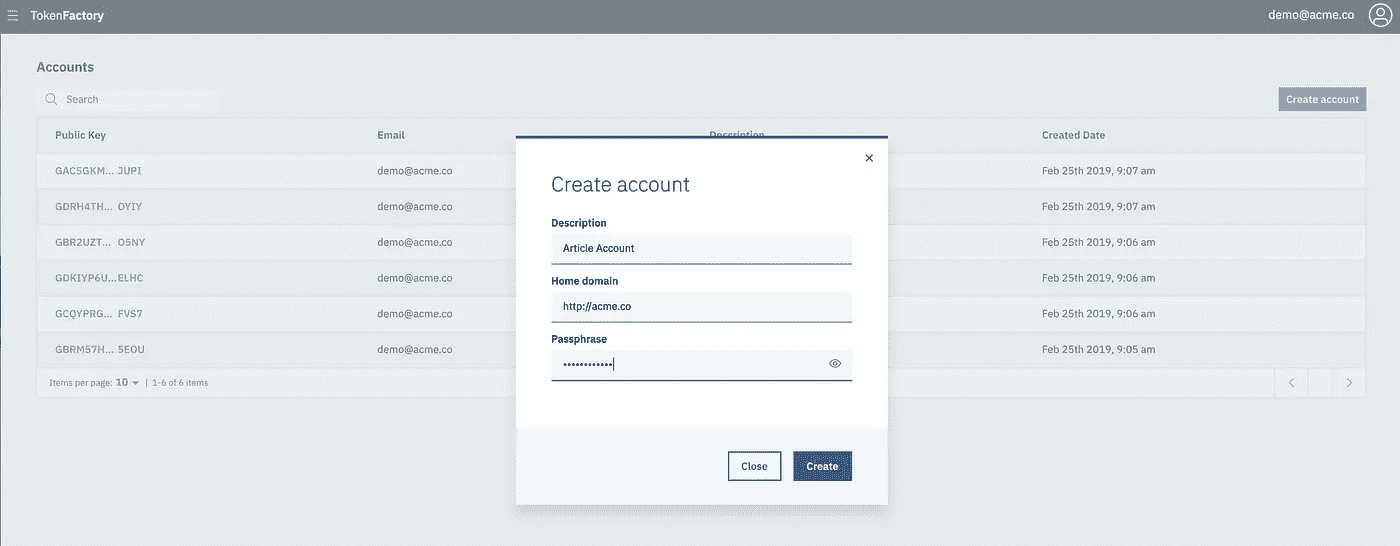 TokenFactory
demo@acme.co
Accounts
Search
Create account
Public Key Email Description Created Date
GAC5GKM... JUPI demo@acme.co Feb 25th 2019, 9:07 am
GDRH4TH... OYIY demo@acme.co Feb 25th 2019, 9:07 am
GBR2UZT... O5NY demo@acme.co Feb 25th 2019, 9:06 am
GDKIYP6U... ELHC demo@acme.co Feb 25th 2019, 9:06 am
GCQYPRG... FVS7 demo@acme.co Feb 25th 2019, 9:06 am
GBRM57H... 5EOU demo@acme.co Feb 25th 2019, 9:05 am
Items per page: 10 | 1-6 of 6 items
Create account
Description
Article Account
Home domain
http://acme.co
Passphrase
••••••••••••
Close Create